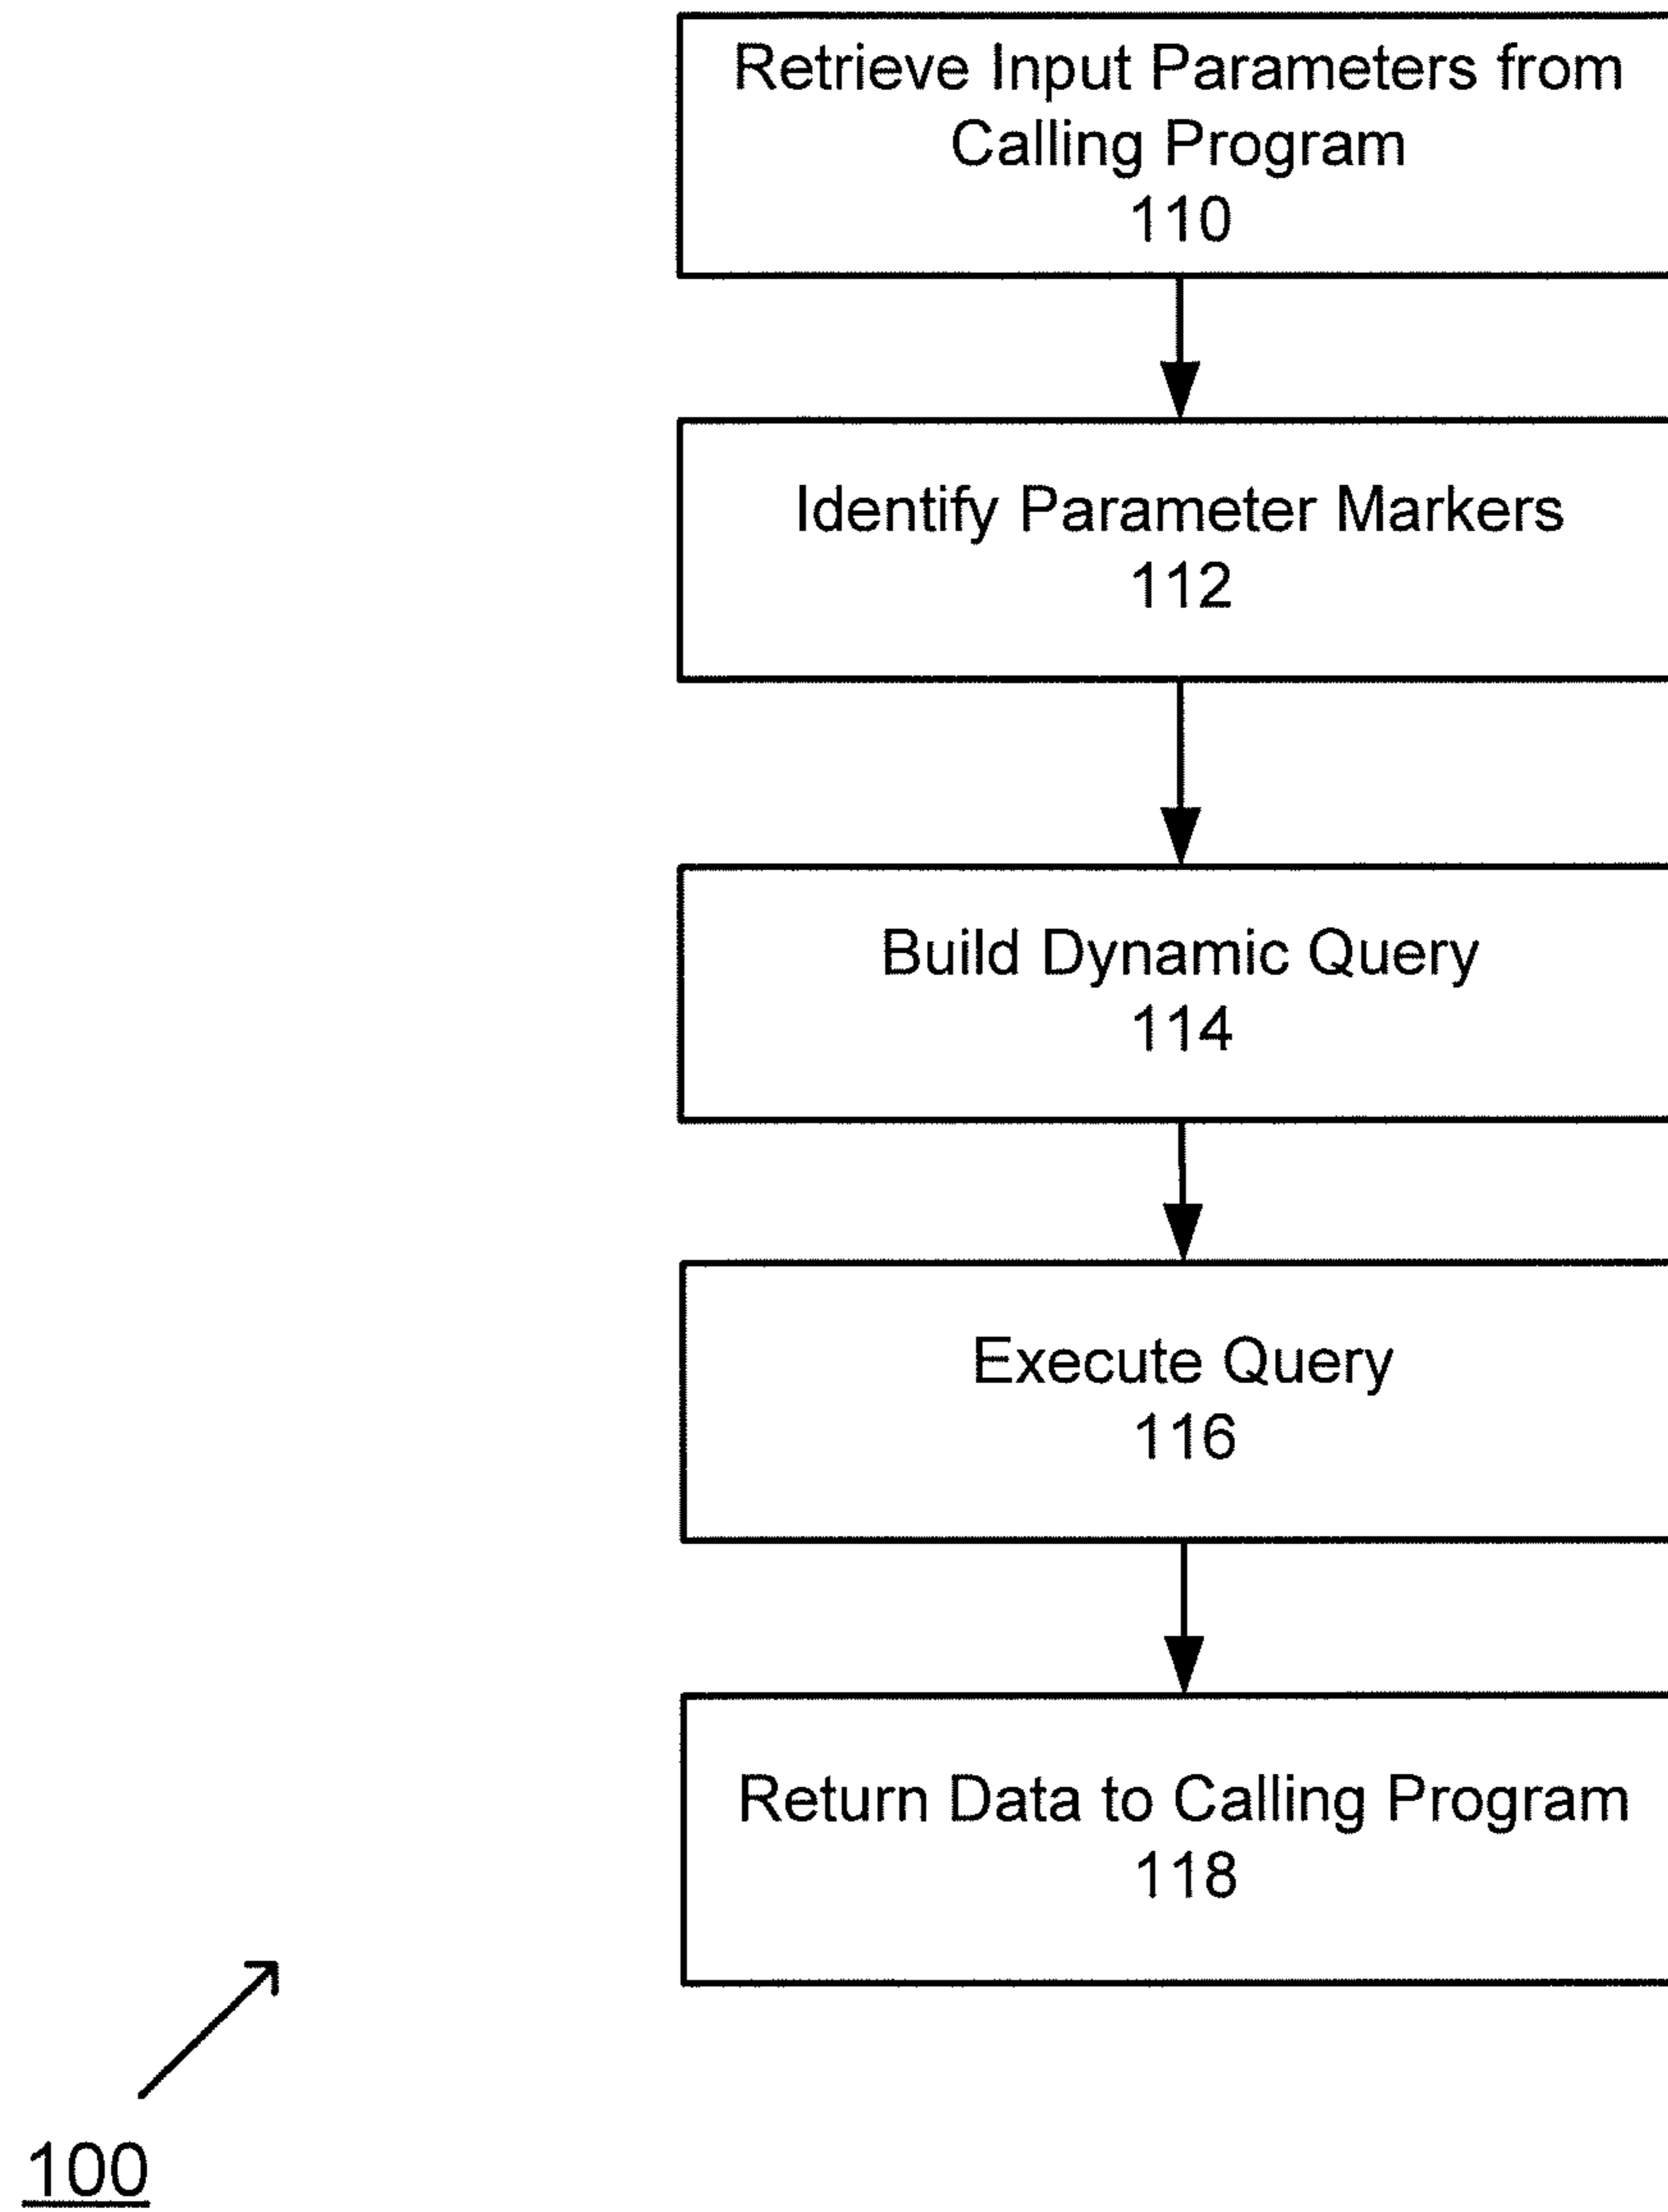 Retrieve Input Parameters from
Calling Program
110
Identify Parameter Markers
112
Build Dynamic Query
114
Execute Query
116
Return Data to Calling Program
118
100